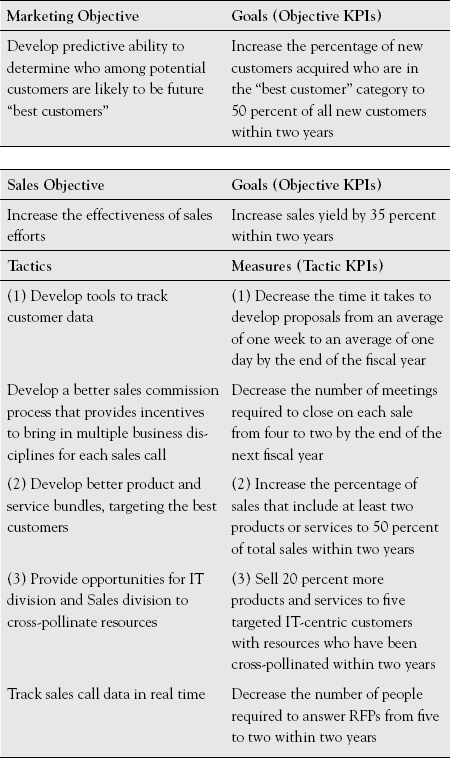 Marketing Objective
Goals (Objective KPIs)
Develop predictive ability to
determine who among potential
customers are likely to be future
“best customers”
Increase the percentage of new
customers acquired who are in
the “best customer” category to
50 percent of all new customers
within two years
Sales Objective
Goals (Objective KPIs)
Increase the effectiveness of sales
efforts
Increase sales yield by 35 percent
within two years
Tactics
Measures (Tactic KPIs)
(1) Develop tools to track
customer data
(1) Decrease the time it takes to
develop proposals from an average
of one week to an average of one
day by the end of the fiscal year
Develop a better sales commission
process that provides incentives
to bring in multiple business dis-
ciplines for each sales call
Decrease the number of meetings
required to close on each sale
from four to two by the end of the
next fiscal year
(2) Develop better product and
service bundles, targeting the best
customers
(2) Increase the percentage of
sales that include at least two
products or services to 50 percent
of total sales within two years
(3) Provide opportunities for IT
division and Sales division to
cross-pollinate resources
(3) Sell 20 percent more
products and services to five
targeted IT-centric customers
with resources who have been
cross-pollinated within two years
Track sales call data in real time
Decrease the number of people
required to answer RFPs from five
to two within two years